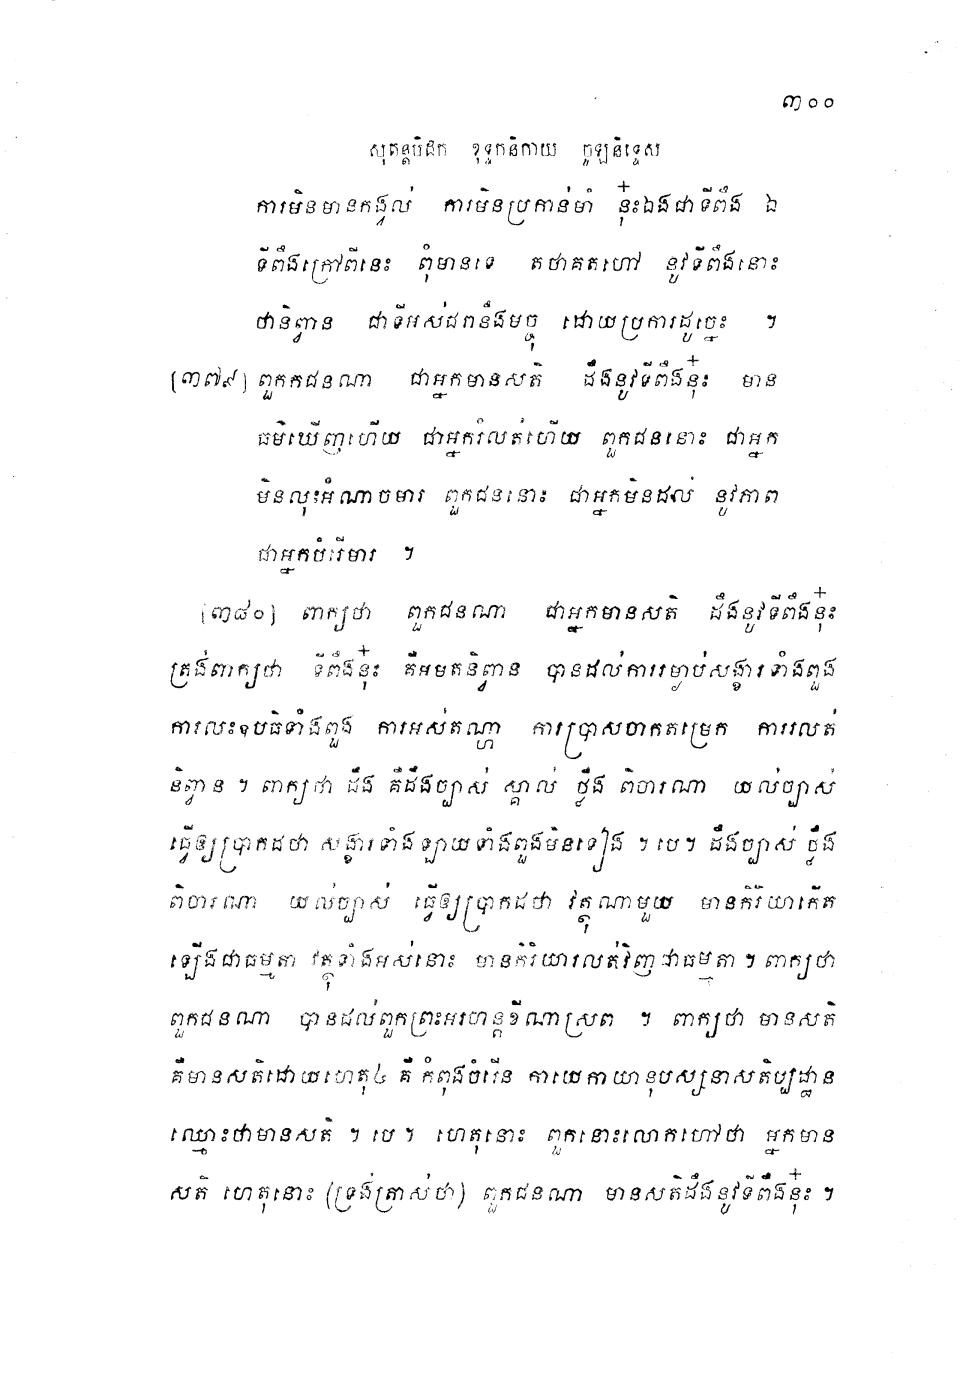 ៣០០
សុត្តន្តបិដក ខុទ្ទកនិកាយ ចូឡនិទ្ទេស
ការមិនមានកង្វល់ ការមិនប្រកាន់មាំ នុ៎ះឯងជាទីពឹង ឯ
ទីពឹងក្រៅពីនេះ ពុំមានទេ តថាគតហៅ នូវទីពឹងនោះ
ថានិព្វាន ជាទីអស់ជរានឹងមច្ចុ ដោយប្រការដូច្នេះ ។
[៣៧៩] ពួកជនណា ជាអ្នកមានសតិ ដឹងនូវទីពឹងនុ៎ះ មាន
ធម៌ឃើញហើយ ជាអ្នករំលត់ហើយ ពួកជននោះ ជាអ្នក
មិនលុះអំណាចមារ ពួកជននោះ ជាអ្នកមិនដល់ នូវភាព
ជាអ្នកបំរើមារ ។
[៣៨០] ពាក្យថា ពួកជនណា ជាអ្នកមានសតិ ដឹងនូវទីពឹងនុ៎ះ
ត្រង់ពាក្យថា ទីពឹងនុ៎ះ គឺអមតនិព្វាន បានដល់ការរម្ងាប់សង្ខារទាំងពួង
ការលះឧបធិទាំងពួង ការអស់តណ្ហា ការប្រាសចាកតម្រេក ការរលត់
និព្វាន ។ ពាក្យថា ដឹង គឺដឹងច្បាស់ ស្គាល់ ថ្លឹង ពិចារណា យល់ច្បាស់
ធ្វើឲ្យប្រាកដថា សង្ខារទាំងឡាយទាំងពួងមិនទៀង ។ បេ ។ ដឹងច្បាស់ ថ្លឹង
ពិចារណា យល់ច្បាស់ ធ្វើឲ្យប្រាកដថា វត្ថុណាមួយ មានកិរិយាកើត
ឡើងជាធម្មតា វត្ថុទាំងអស់នោះ មានកិរិយារលត់វិញជាធម្មតា ។ ពាក្យថា
ពួកជនណា បានដល់ពួកព្រះអរហន្តខីណាស្រព ។ ពាក្យថា មានសតិ
គឺមានសតិដោយហេតុ៤ គឺ កំពុងចំរើន កាយេកាយានុបស្សនាសតិប្បដ្ឋាន
ឈ្មោះថាមានសតិ ។ បេ ។ ហេតុនោះ ពួកនោះលោកហៅថា អ្នកមាន
សតិ ហេតុនោះ (ទ្រង់ត្រាស់ថា) ពួកជនណា មានសតិដឹងនូវទីពឹងនុ៎ះ ។